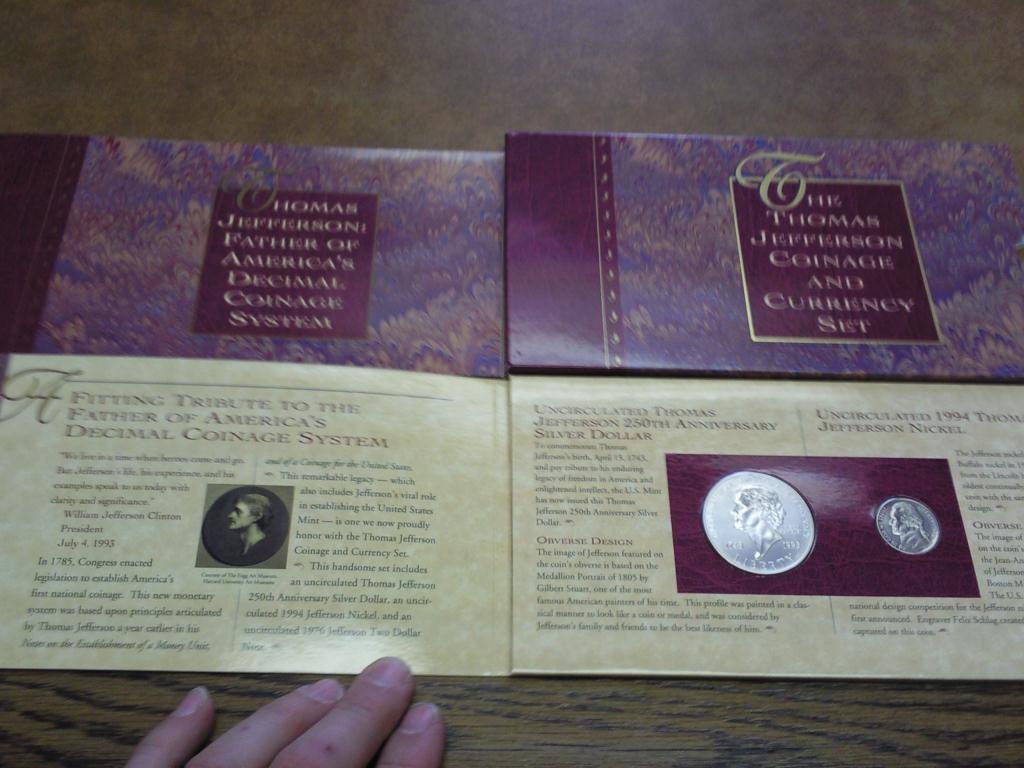 THOMAS
JEFFERSON:
FATHER OF
AMERICA'S
DECIMAL
COINAGE
SYSTEM
THE
THOMAS
JEFFERSON
COINAGE
AND
CURRENCY
SET
A FITTING TRIBUTE TO THE
FATHER OF AMERICA'S
DECIMAL COINAGE SYSTEM
"We live in a time when heroes come and go.
But Jefferson's life, his experience, and his
examples speak to us today with
clarity and significance."
William Jefferson Clinton
President
July 4, 1993
In 1785, Congress enacted
legislation to establish America's
first national coinage. This new monetary
system was based upon principles articulated
by Thomas Jefferson a year earlier in his
Notes on the Establishment of a Money Unit,
and of a Coinage for the United States.
This remarkable legacy — which
also includes Jefferson's vital role
in establishing the United States
Mint — is one we now proudly
honor with the Thomas Jefferson
Coinage and Currency Set.
This handsome set includes
an uncirculated Thomas Jefferson
250th Anniversary Silver Dollar, an uncir-
culated 1994 Jefferson Nickel, and an
uncirculated 1976 Jefferson Two Dollar
Note.
Courtesy of The Fogg Art Museum,
Harvard University Art Museums
UNCIRCULATED THOMAS
JEFFERSON 250TH ANNIVERSARY
SILVER DOLLAR
To commemorate Thomas
Jefferson's birth, April 13, 1743,
and pay tribute to his enduring
legacy of freedom in America and
enlightened intellect, the U.S. Mint
has now issued this Thomas
Jefferson 250th Anniversary Silver
Dollar.
OBVERSE DESIGN
The image of Jefferson featured on
the coin's obverse is based on the
Medallion Portrait of 1805 by
Gilbert Stuart, one of the most
famous American painters of his time. This profile was painted in a clas-
sical manner to look like a coin or medal, and was considered by
Jefferson's family and friends to be the best likeness of him.
UNCIRCULATED 1994 THOM
JEFFERSON NICKEL
The Jefferson nickel
Buffalo nickel in 19
from the Lincoln
oldest continually
coin with the same
design.
OBVERSE
The image of
on the coin's
the Jean-An
of Jefferson
Boston M
The U.S.
national design competition for the Jefferson n
first announced. Engraver Felix Schlag created
captured on this coin.